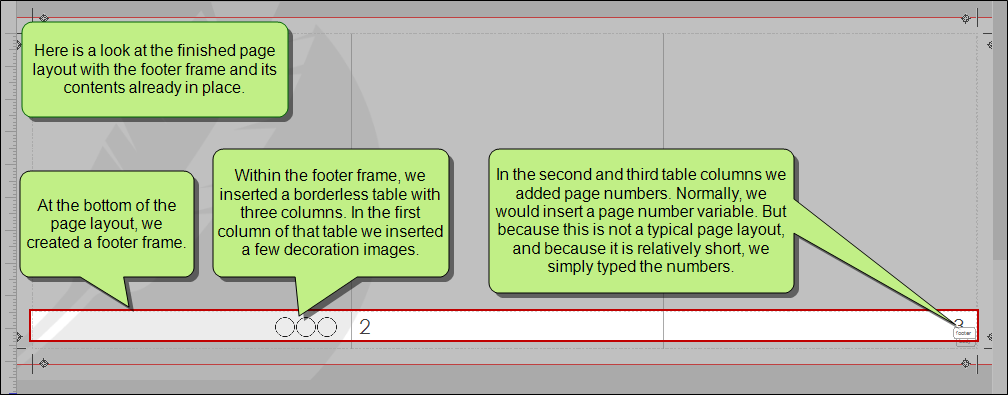 Here is a look at the finished page
layout with the footer frame and its
contents already in place.
At the bottom of the
page layout, we
created a footer frame.
Within the footer frame, we
inserted a borderless table with
three columns. In the first
column of that table we inserted
a few decoration images.
In the second and third table columns we
added page numbers. Normally, we
would insert a page number variable. But
because this is not a typical page layout,
and because it is relatively short, we
simply typed the numbers.
2
3
footer